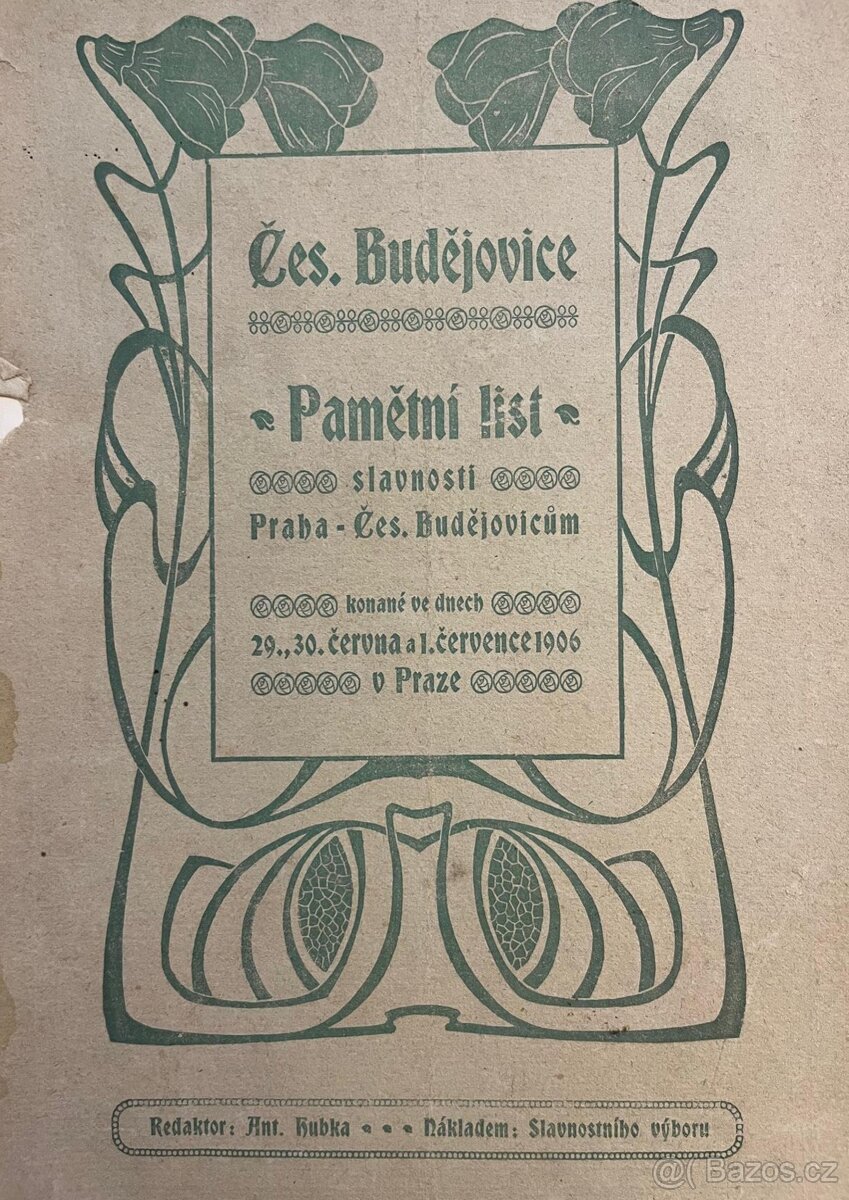 Čes. Budějovice
Pamětní list
slavnosti
Praha - Čes. Budějovicům
konané ve dnech
29., 30. června a 1. července 1906
v Praze
Redaktor: Ant. Hubka • • • Nákladem: Slavnostního výboru
@( Bazos.cz